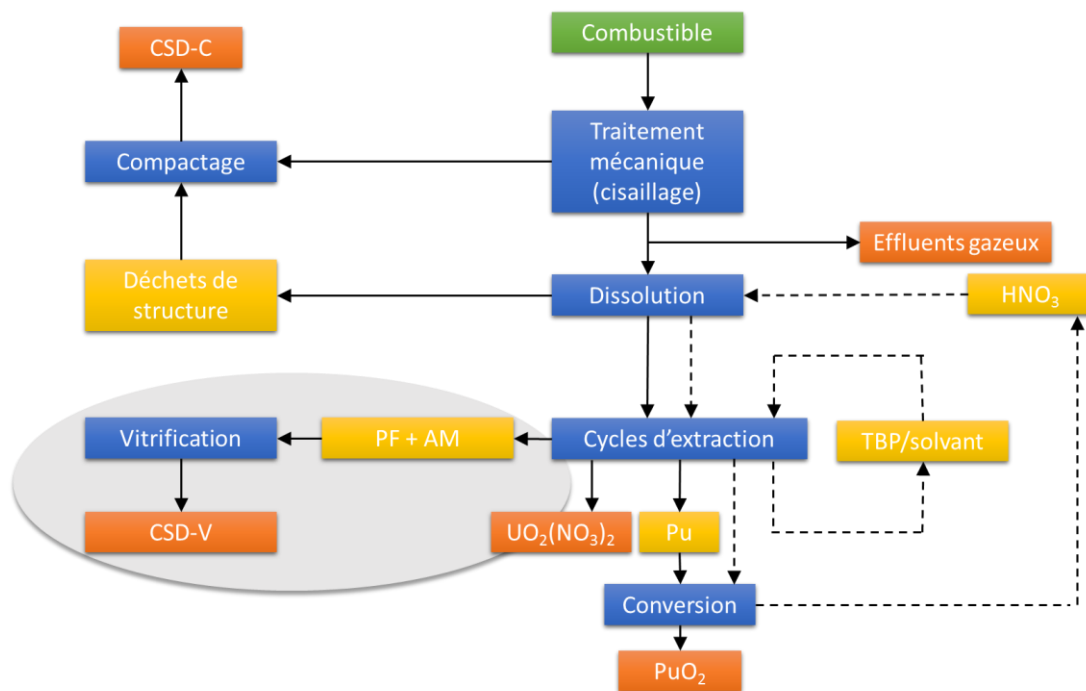 CSD-C
Combustible
Compactage
Traitement
mécanique
(cisaillage)
Effluents gazeux
Déchets de
structure
Dissolution
HNO₃
Vitrification
PF + AM
Cycles d'extraction
TBP/solvant
CSD-V
UO₂(NO₃)₂
Pu
Conversion
PuO₂